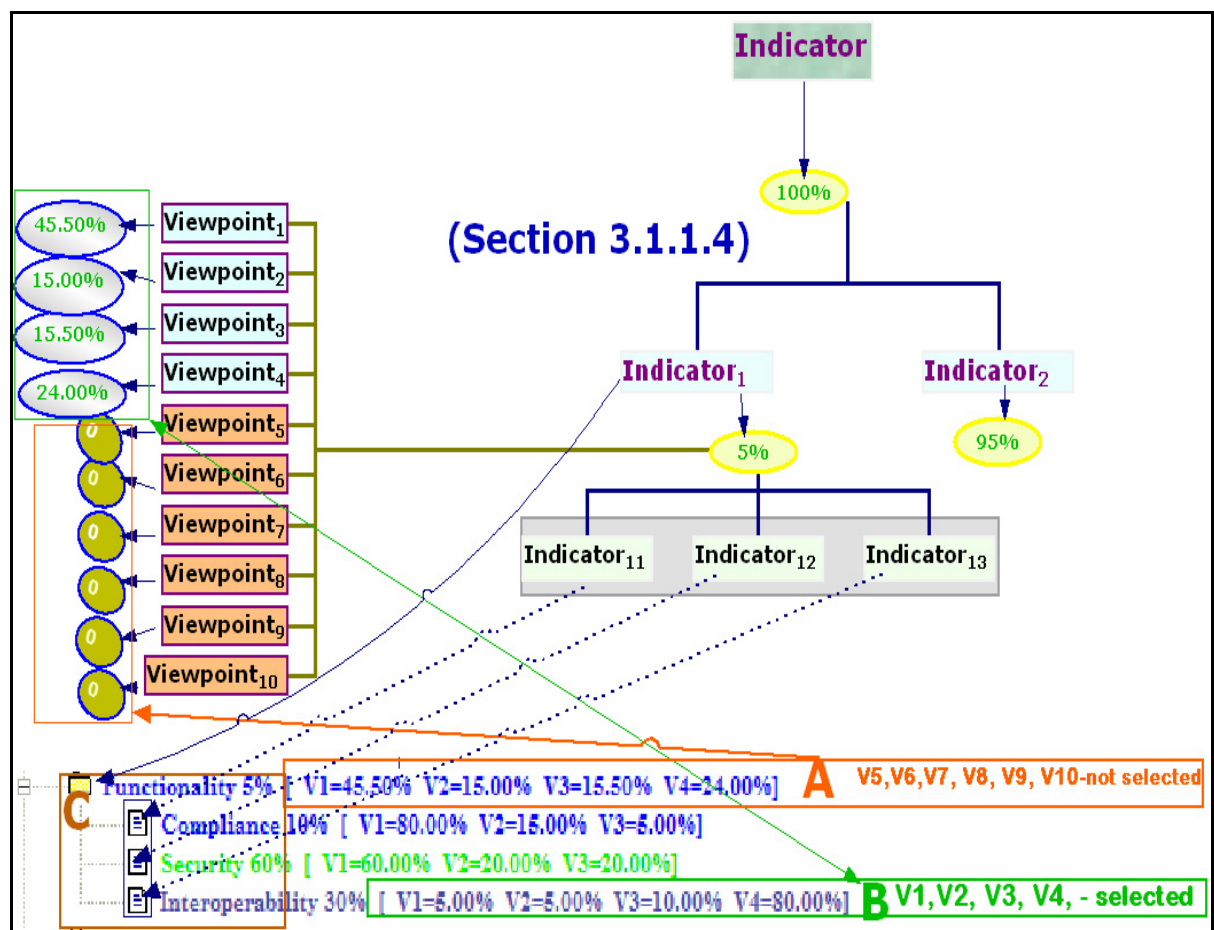 Indicator
100%
(Section 3.1.1.4)
45.50%
Viewpoint1
15.00%
Viewpoint2
15.50%
Viewpoint3
24.00%
Viewpoint4
0
Viewpoint5
0
Viewpoint6
0
Viewpoint7
0
Viewpoint8
0
Viewpoint9
0
Viewpoint10
Indicator1
Indicator2
5%
95%
Indicator11
Indicator12
Indicator13
Functionality 5% [ V1=45.50% V2=15.00% V3=15.50% V4=24.00%]
A V5,V6,V7, V8, V9, V10-not selected
C
Compliance 10% [ V1=80.00% V2=15.00% V3=5.00%]
Security 60% [ V1=60.00% V2=20.00% V3=20.00%]
Interoperability 30% [ V1=5.00% V2=5.00% V3=10.00% V4=80.00%]
B V1,V2, V3, V4, - selected